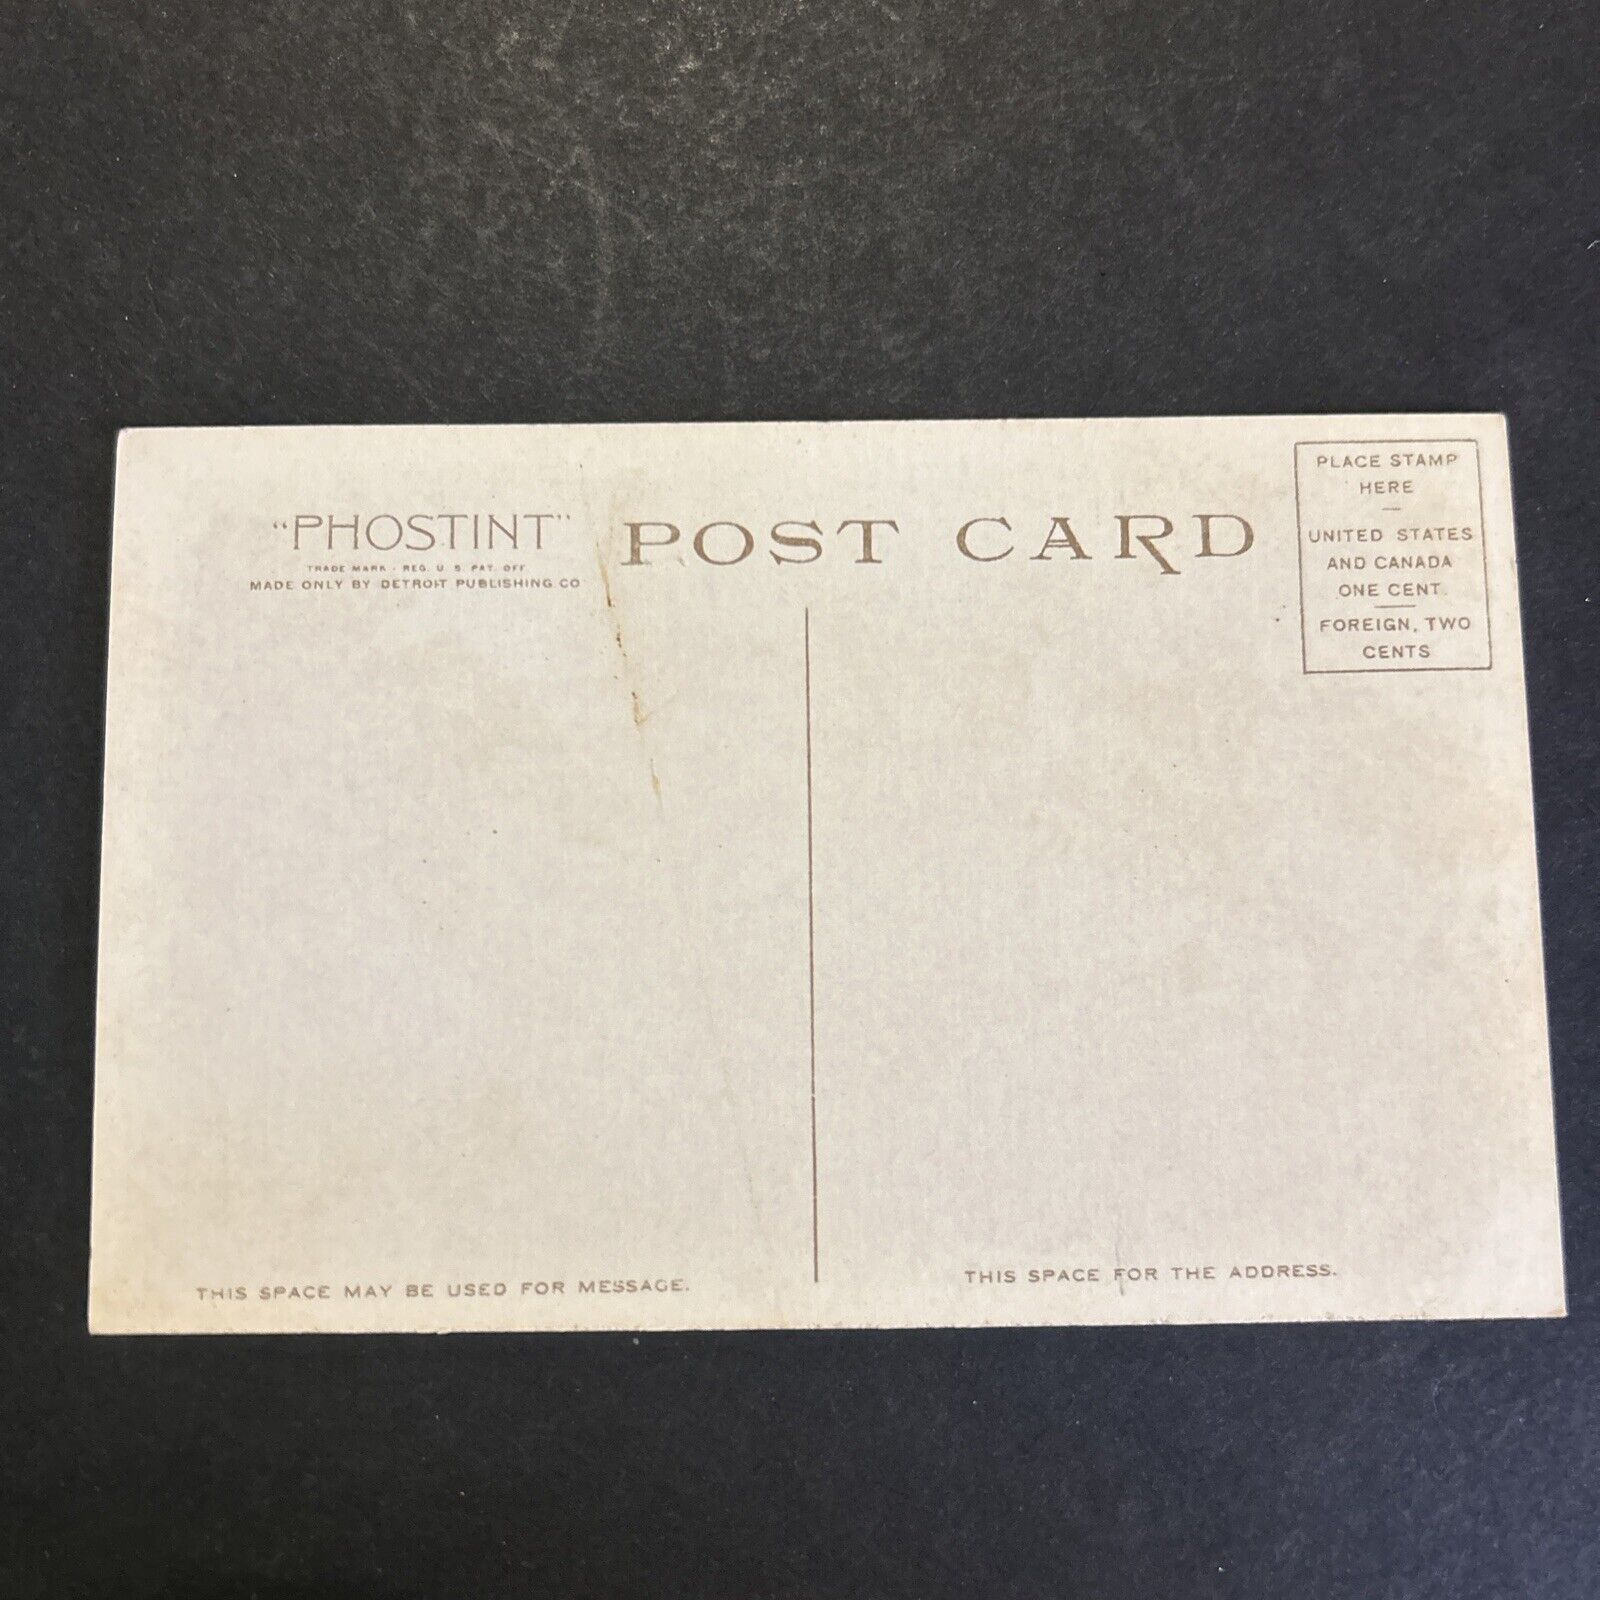 "PHOSTINT"
TRADE MARK - REG. U. S. PAT. OFF
MADE ONLY BY DETROIT PUBLISHING CO
POST CARD
PLACE STAMP
HERE
UNITED STATES
AND CANADA
ONE CENT.
FOREIGN, TWO
CENTS
THIS SPACE MAY BE USED FOR MESSAGE.
THIS SPACE FOR THE ADDRESS.